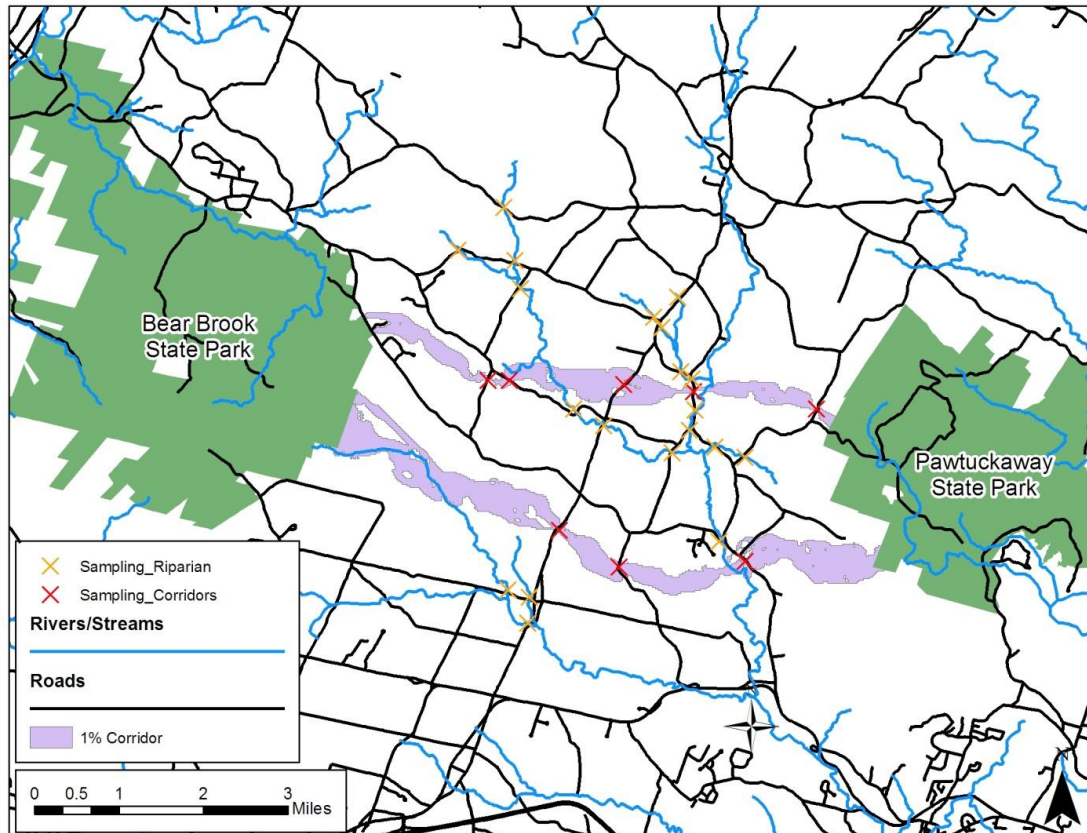 Bear Brook
State Park
Pawtuckaway
State Park
Sampling_Riparian
Sampling_Corridors
Rivers/Streams
Roads
1% Corridor
0 0.5 1 2 3
Miles
N